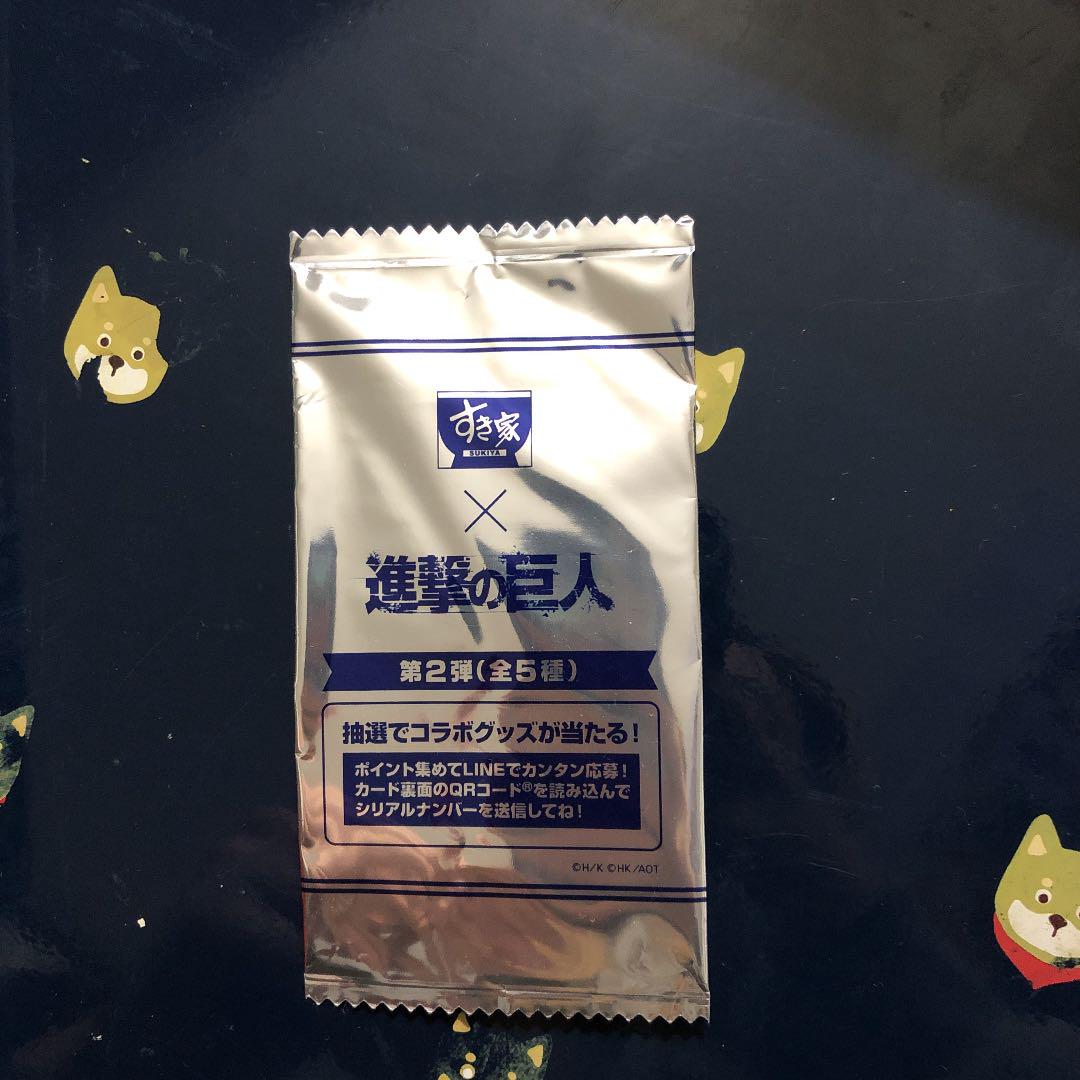 すき家
SUKIYA
×
進撃の巨人
第2弾(全5種)
抽選でコラボグッズが当たる!
ポイント集めてLINEでカンタン応募!
カード裏面のQRコード®を読み込んで
シリアルナンバーを送信してね!
©H/K ©HK/AOT